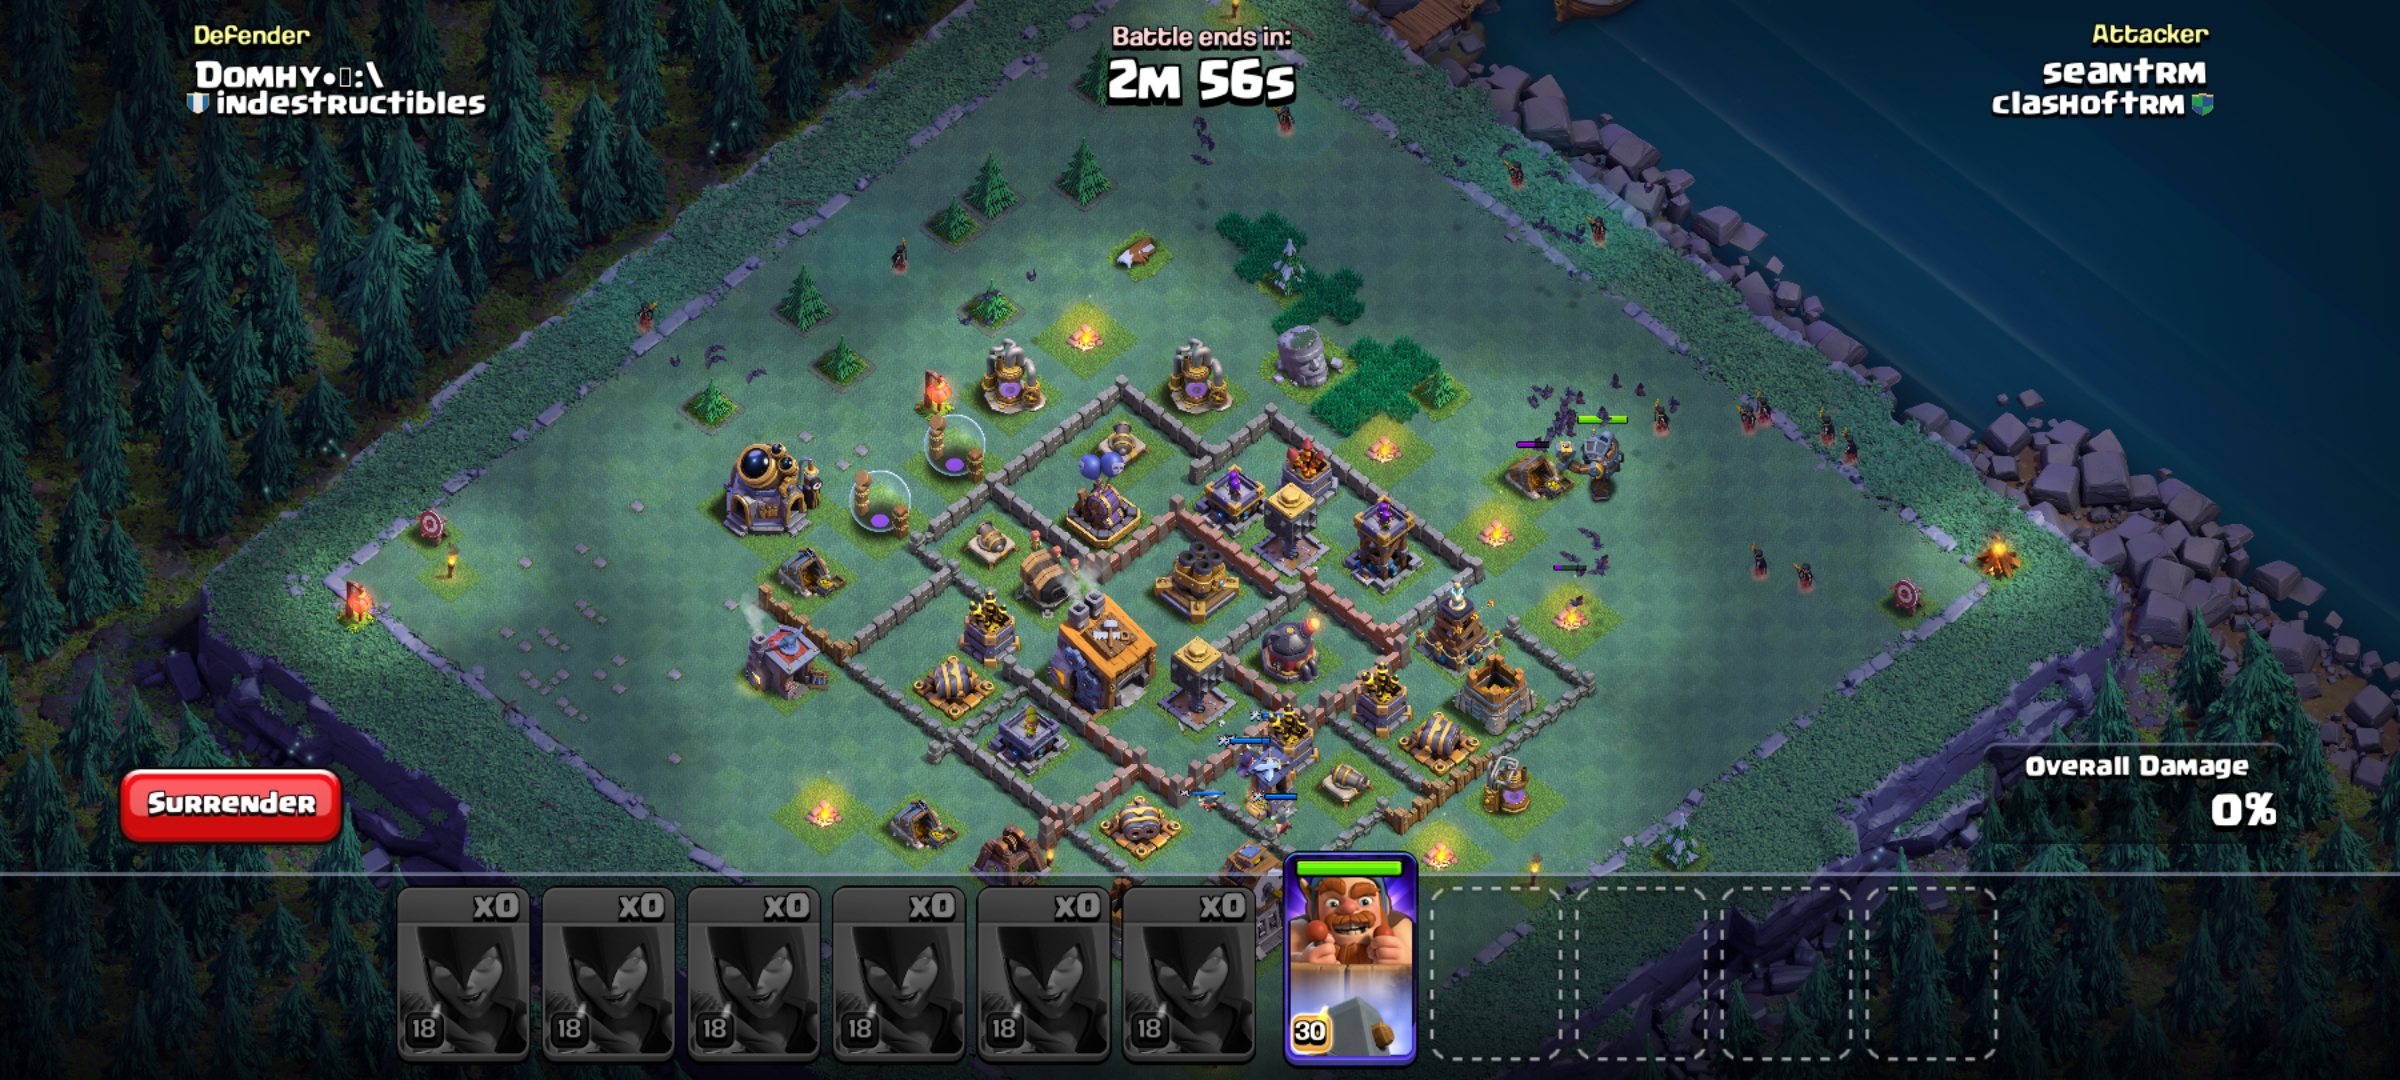 Defender
Domhy•▯:\
indestructibles
Battle ends in:
2m 56s
Attacker
seantrm
clashoftrm
Surrender
Overall Damage
0%
x0
x0
x0
x0
x0
x0
18
18
18
18
18
18
30